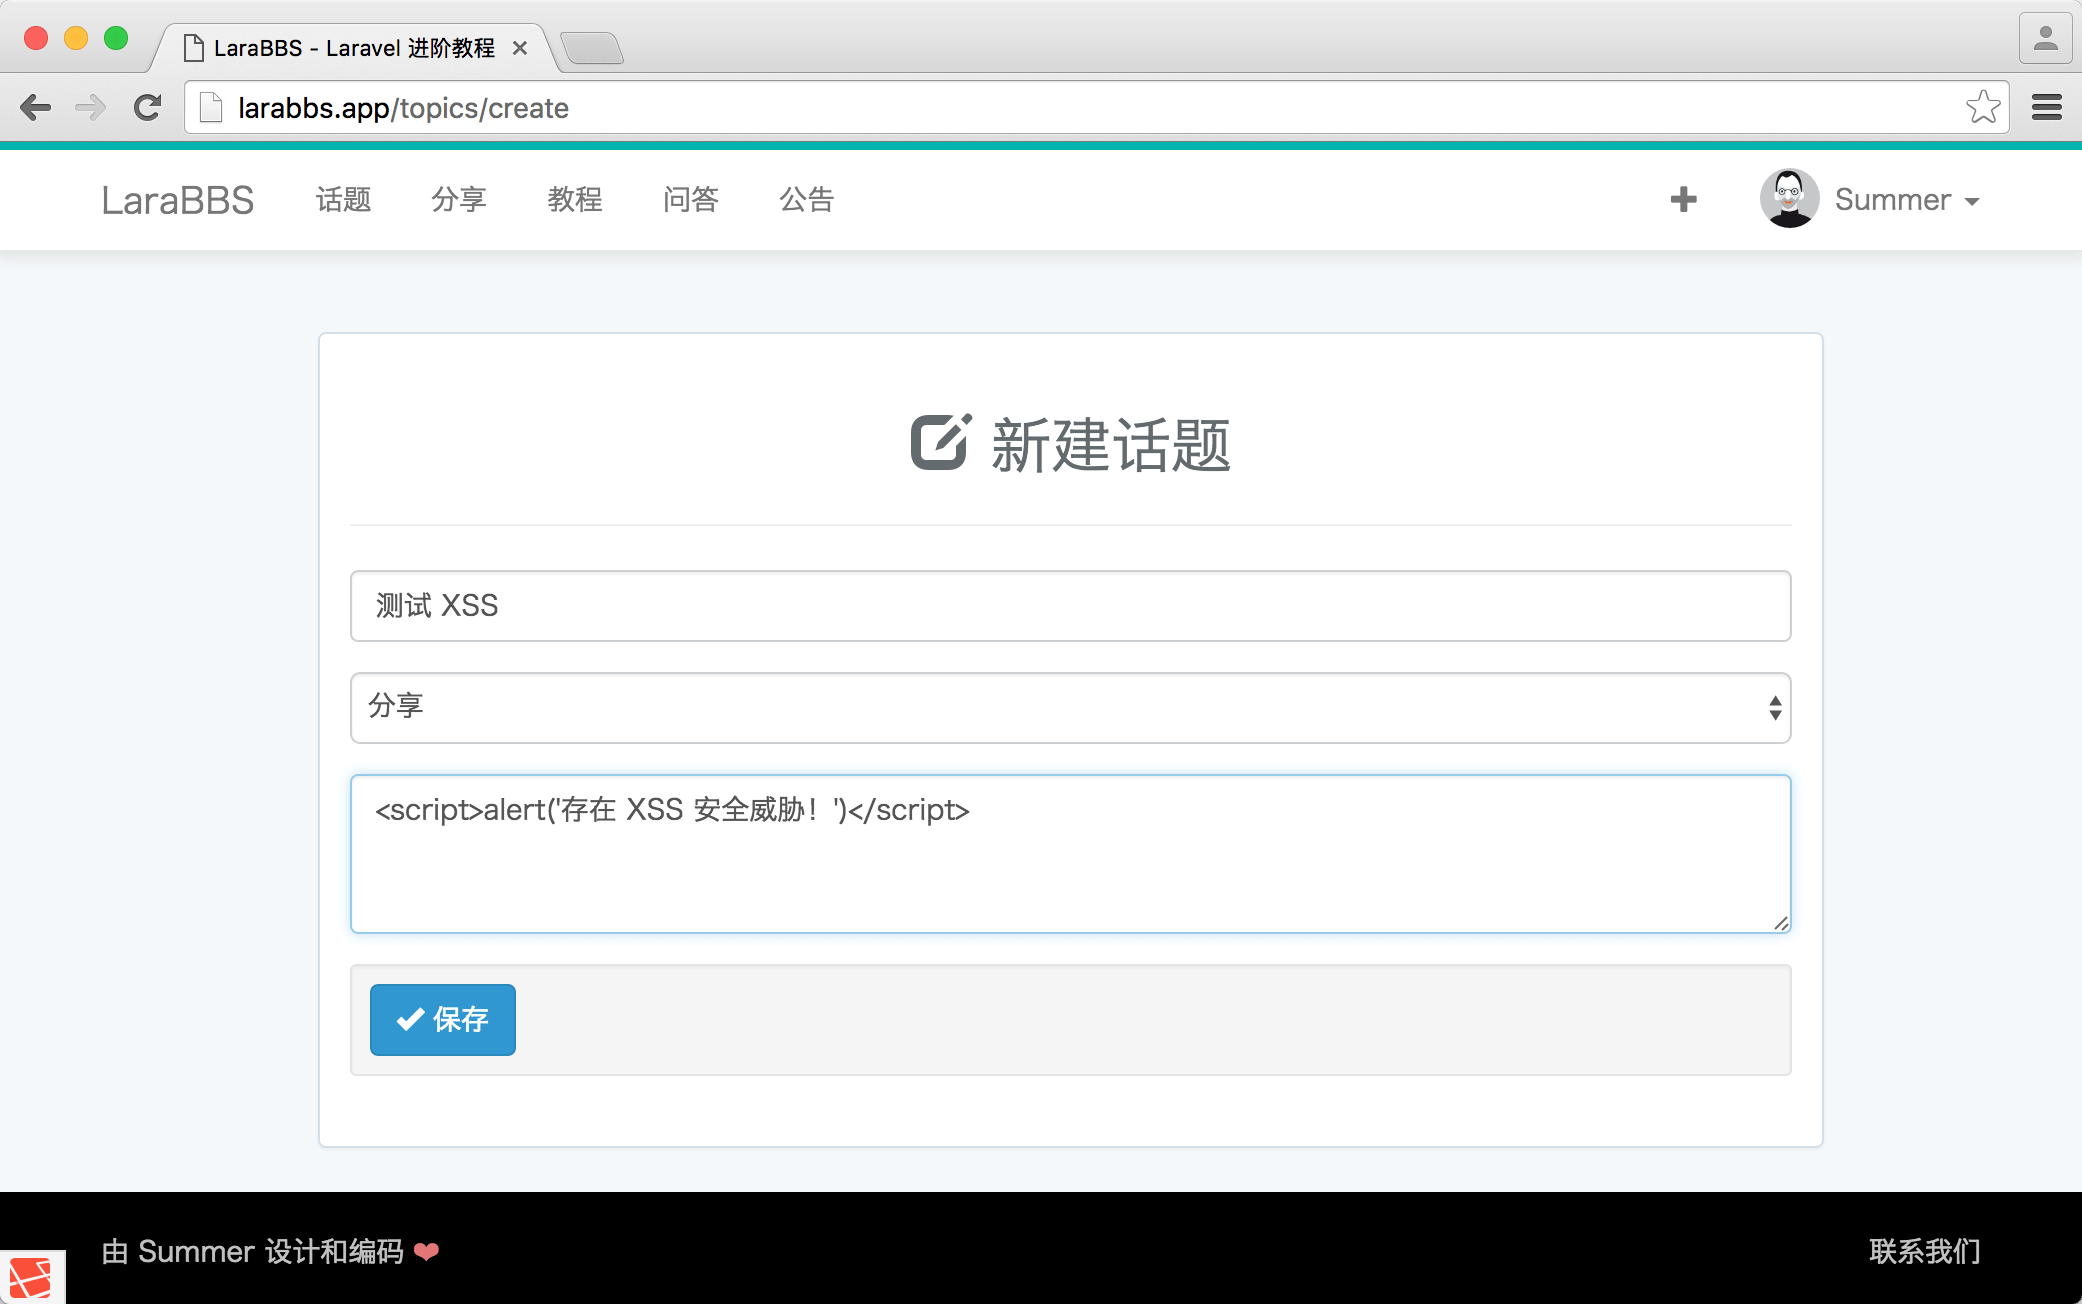 LaraBBS - Laravel 进阶教程
larabbs.app/topics/create
LaraBBS 话题 分享 教程 问答 公告 Summer
新建话题
测试 XSS
分享
<script>alert('存在 XSS 安全威胁！')</script>
保存
由 Summer 设计和编码 ❤ 联系我们